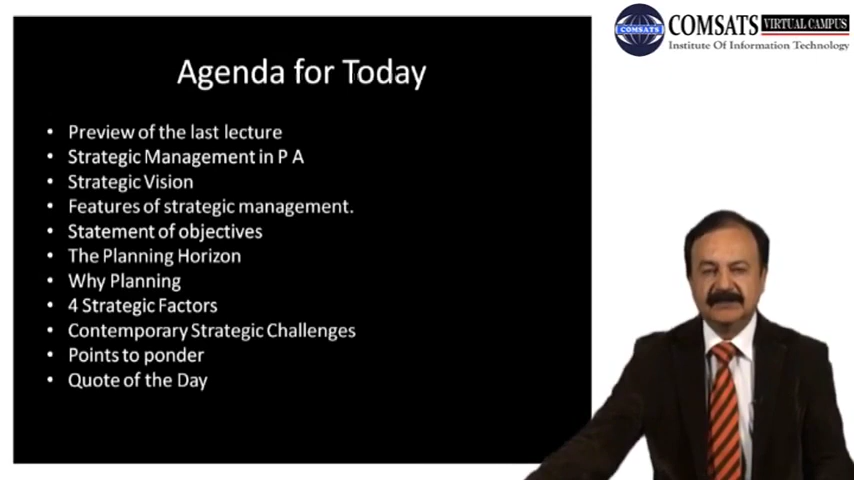 COMSATS VIRTUAL CAMPUS
COMSATS
Institute Of Information Technology
Agenda for Today
• Preview of the last lecture
• Strategic Management in P A
• Strategic Vision
• Features of strategic management.
• Statement of objectives
• The Planning Horizon
• Why Planning
• 4 Strategic Factors
• Contemporary Strategic Challenges
• Points to ponder
• Quote of the Day